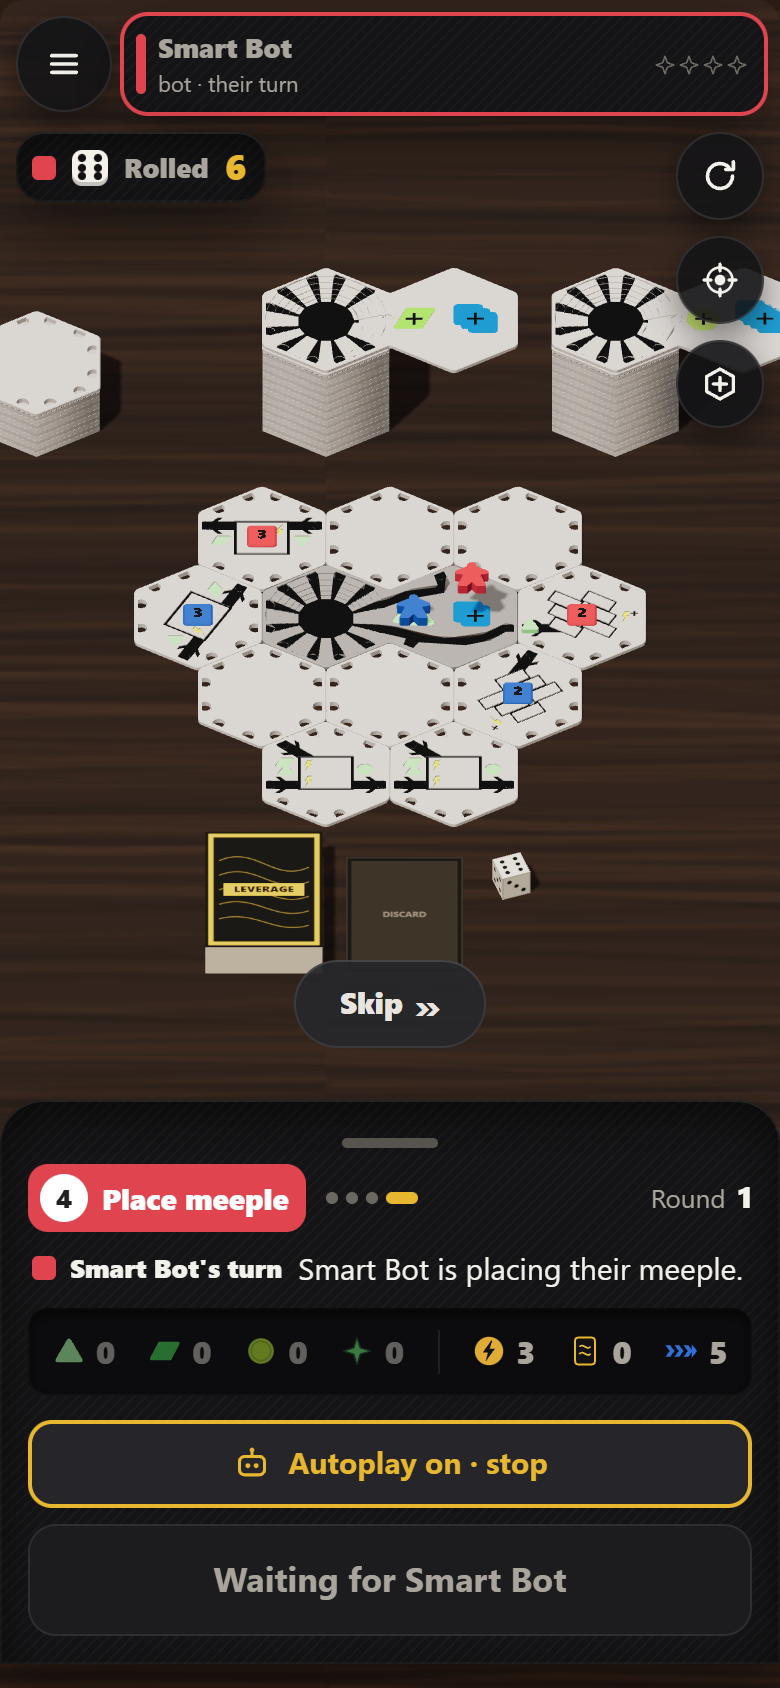 Smart Bot
bot · their turn
Rolled 6
3
3
2
2
LEVERAGE
DISCARD
Skip »
4 Place meeple
Round 1
Smart Bot's turn Smart Bot is placing their meeple.
0 0 0 0 3 0 5
Autoplay on · stop
Waiting for Smart Bot